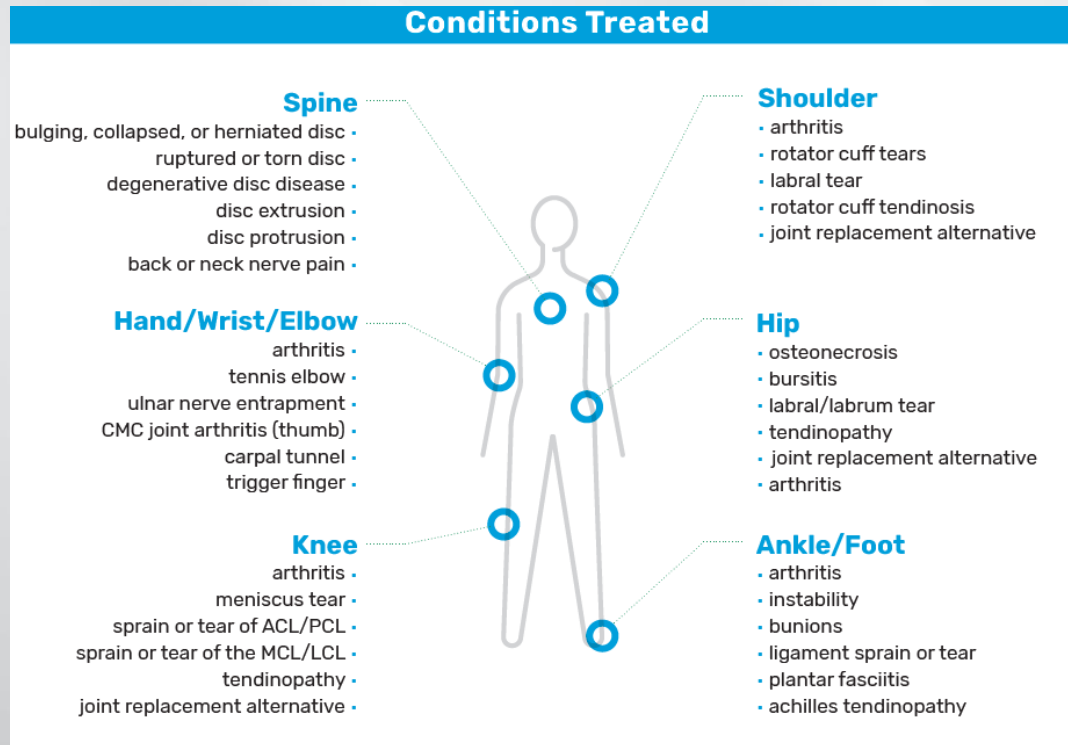 Conditions Treated
Spine
bulging, collapsed, or herniated disc
ruptured or torn disc
degenerative disc disease
disc extrusion
disc protrusion
back or neck nerve pain
Hand/Wrist/Elbow
arthritis
tennis elbow
ulnar nerve entrapment
CMC joint arthritis (thumb)
carpal tunnel
trigger finger
Knee
arthritis
meniscus tear
sprain or tear of ACL/PCL
sprain or tear of the MCL/LCL
tendinopathy
joint replacement alternative
Shoulder
arthritis
rotator cuff tears
labral tear
rotator cuff tendinosis
joint replacement alternative
Hip
osteonecrosis
bursitis
labral/labrum tear
tendinopathy
joint replacement alternative
arthritis
Ankle/Foot
arthritis
instability
bunions
ligament sprain or tear
plantar fasciitis
achilles tendinopathy